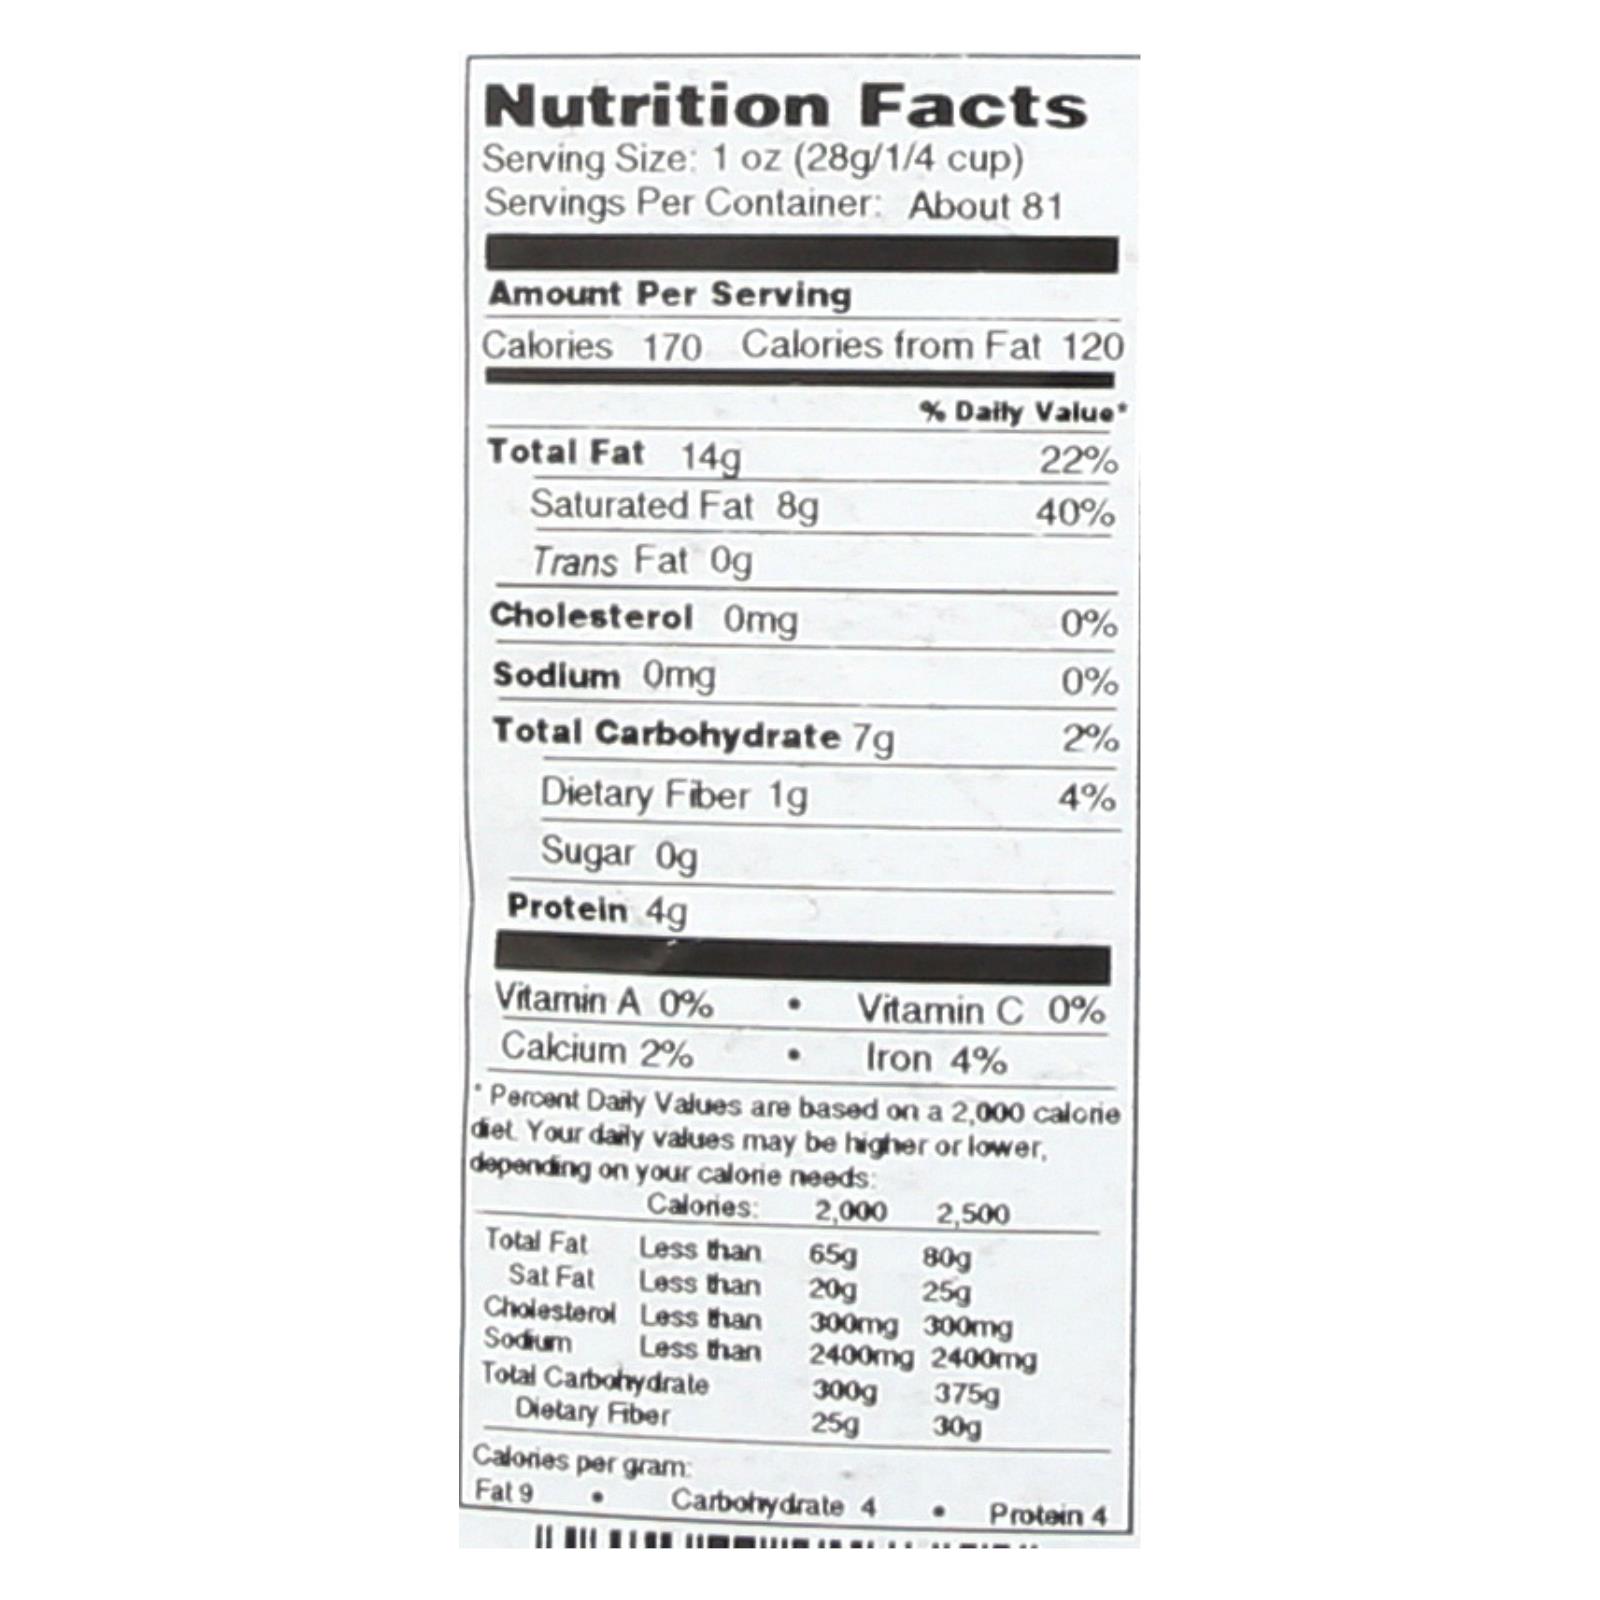 Nutrition Facts
Serving Size: 1 oz (28g/1/4 cup)
Servings Per Container: About 81
Amount Per Serving
Calories 170 Calories from Fat 120
% Daily Value*
Total Fat 14g 22%
Saturated Fat 8g 40%
Trans Fat 0g
Cholesterol 0mg 0%
Sodium 0mg 0%
Total Carbohydrate 7g 2%
Dietary Fiber 1g 4%
Sugar 0g
Protein 4g
Vitamin A 0% • Vitamin C 0%
Calcium 2% • Iron 4%
* Percent Daily Values are based on a 2,000 calorie
diet. Your daily values may be higher or lower,
depending on your calorie needs:
Calories: 2,000 2,500
Total Fat Less than 65g 80g
Sat Fat Less than 20g 25g
Cholesterol Less than 300mg 300mg
Sodium Less than 2400mg 2400mg
Total Carbohydrate 300g 375g
Dietary Fiber 25g 30g
Calories per gram:
Fat 9 • Carbohydrate 4 • Protein 4